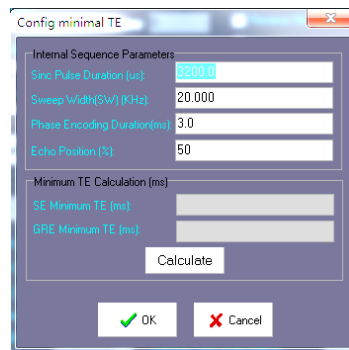 Config minimal TE
Internal Sequence Parameters
Sinc Pulse Duration (us): 3200.0
Sweep Width(SW) (KHz): 20.000
Phase Encoding Duration(ms): 3.0
Echo Position (%): 50
Minimum TE Calculation (ms)
SE Minimum TE (ms):
GRE Minimum TE (ms):
Calculate
OK Cancel